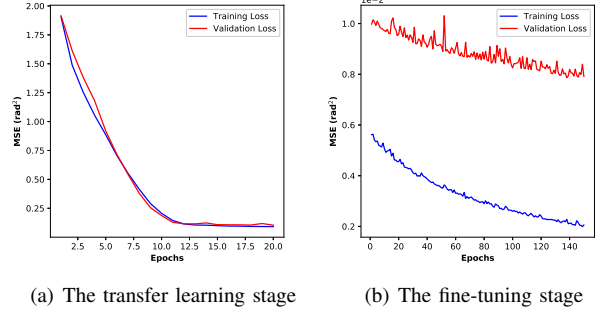 2.00
1.75
1.50
1.25
1.00
0.75
0.50
0.25
MSE (rad²)
Training Loss
Validation Loss
2.5 5.0 7.5 10.0 12.5 15.0 17.5 20.0
Epochs
(a) The transfer learning stage
1e−2
1.0
0.8
0.6
0.4
0.2
MSE (rad²)
Training Loss
Validation Loss
0 20 40 60 80 100 120 140
Epochs
(b) The fine-tuning stage